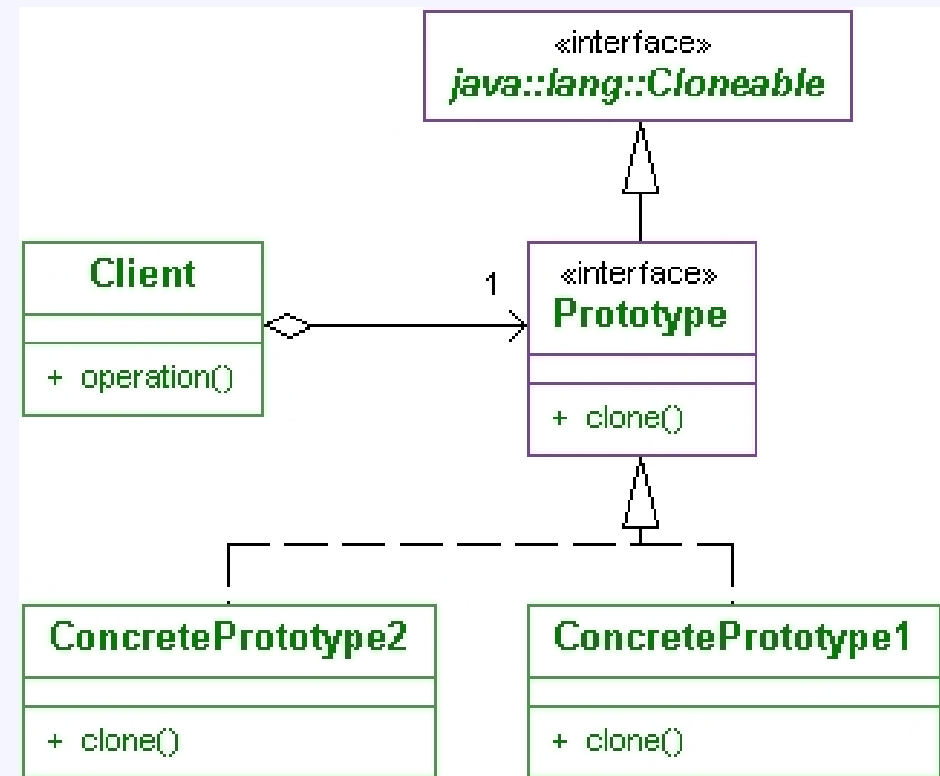 «interface»
java::lang::Cloneable
Client
+ operation()
1
«interface»
Prototype
+ clone()
ConcretePrototype2
+ clone()
ConcretePrototype1
+ clone()